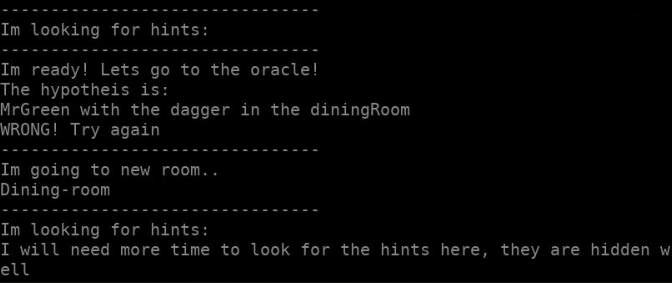 --------------------------------
Im looking for hints:
--------------------------------
Im ready! Lets go to the oracle!
The hypotheis is:
MrGreen with the dagger in the diningRoom
WRONG! Try again
--------------------------------
Im going to new room..
Dining-room
--------------------------------
Im looking for hints:
I will need more time to look for the hints here, they are hidden w
ell